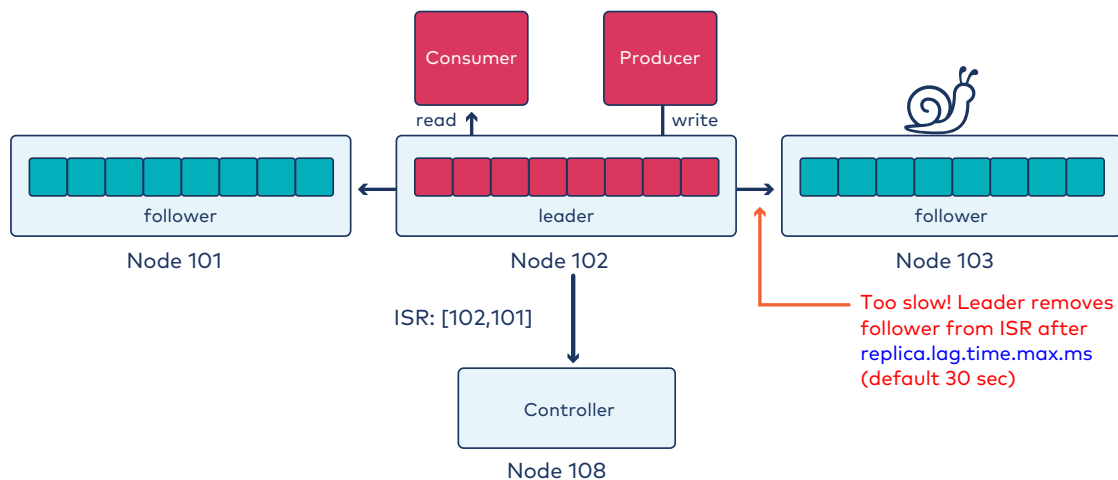 Consumer
Producer
read
write
follower
leader
follower
Node 101
Node 102
Node 103
ISR: [102,101]
Too slow! Leader removes
follower from ISR after
replica.lag.time.max.ms
(default 30 sec)
Controller
Node 108